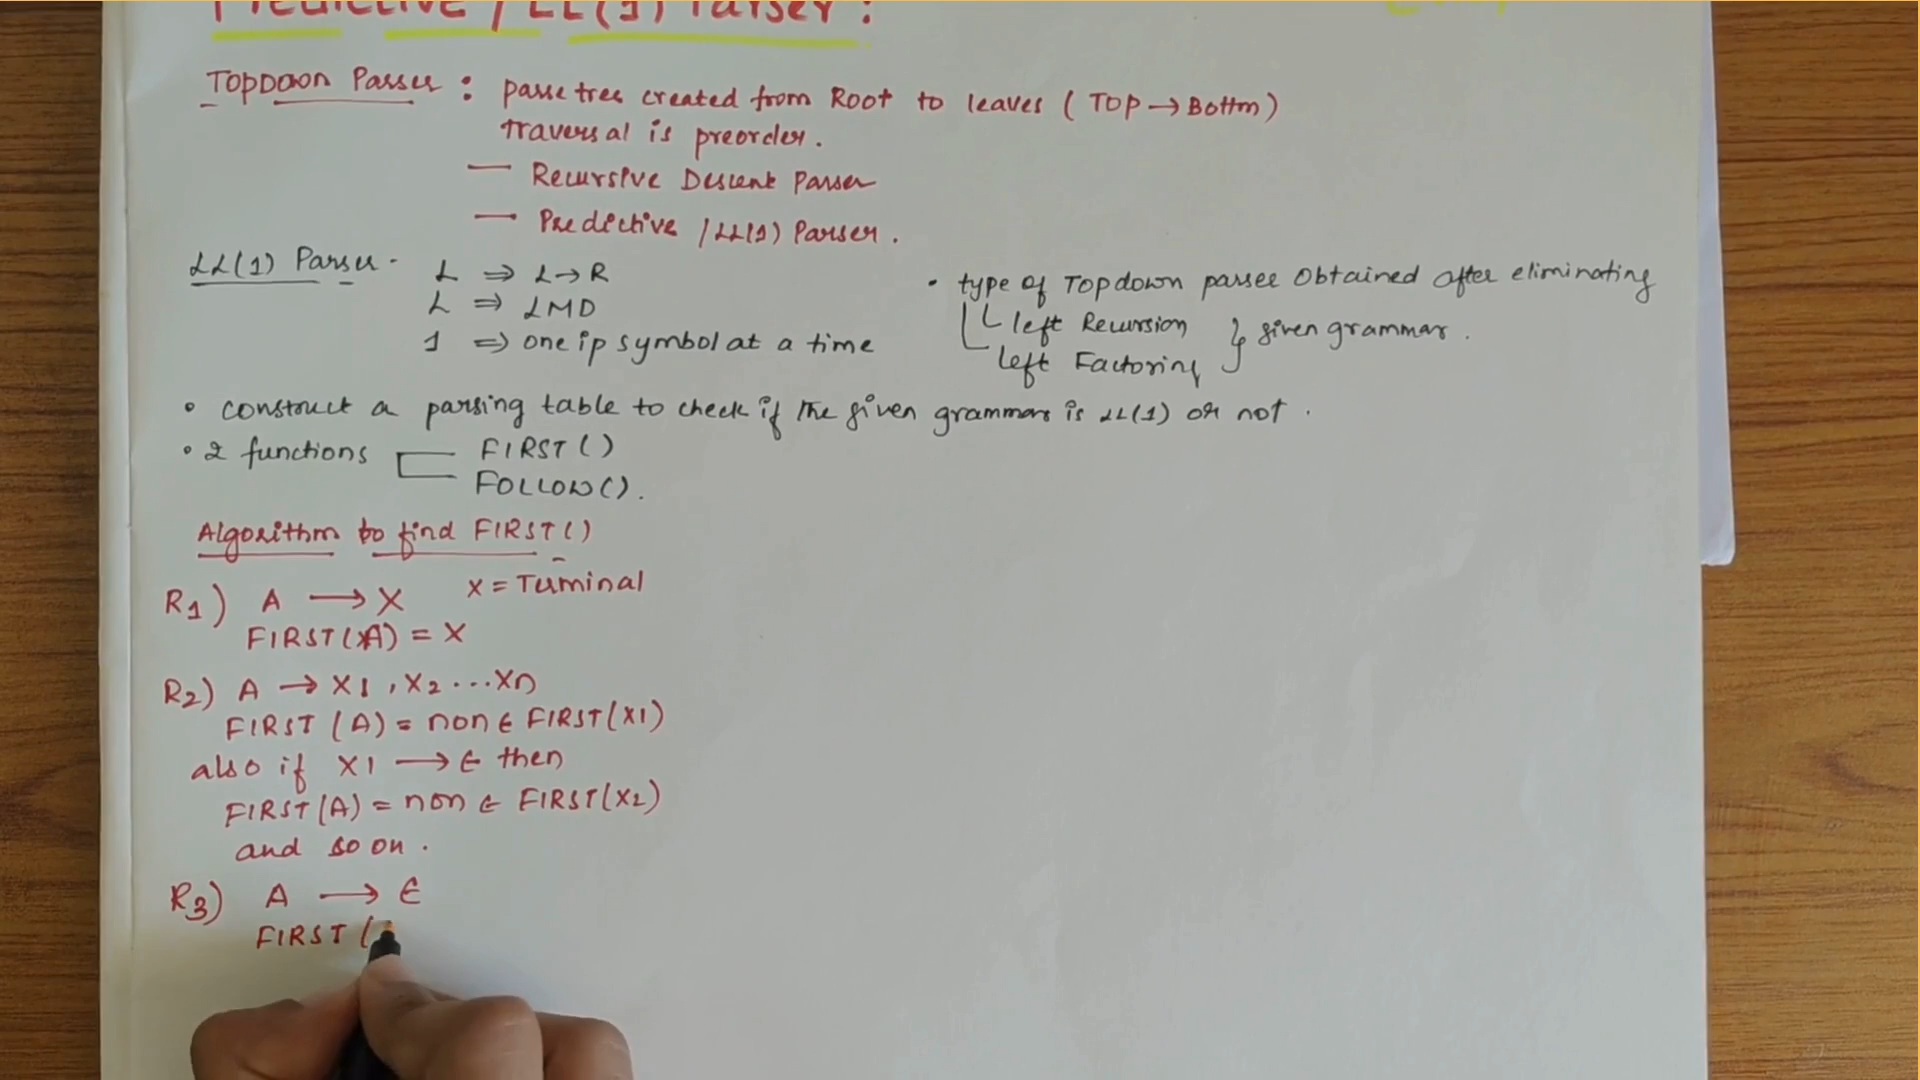 Predictive / LL(1) Parser :
TopDown Parser : parse tree created from Root to leaves ( TOP → Bottm )
traversal is preorder .
— Recursive Descent Parser
— Predictive / LL(1) Parser .
LL(1) Parser -
L ⇒ L → R
L ⇒ LMD
1 ⇒ one ip symbol at a time
• type of Topdown parser obtained after eliminating
left Recursion
left Factoring } given grammar .
• construct a parsing table to check if the given grammar is LL(1) or not .
• 2 functions
FIRST ( )
FOLLOW ( ) .
Algorithm to find FIRST ( )
R1 ) A → X X = Terminal
FIRST (A) = X
R2) A → X1 , X2 ... Xn
FIRST (A) = non ∈ FIRST (X1)
also if X1 → ∈ then
FIRST (A) = non ∈ FIRST (X2)
and so on .
R3) A → ∈
FIRST (